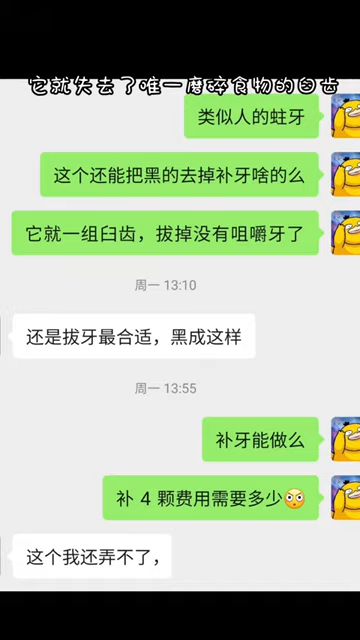 它就失去了唯一磨碎食物的臼齿
类似人的蛀牙
这个还能把黑的去掉补牙啥的么
它就一组臼齿，拔掉没有咀嚼牙了
周一 13:10
还是拔牙最合适，黑成这样
周一 13:55
补牙能做么
补 4 颗费用需要多少
这个我还弄不了，